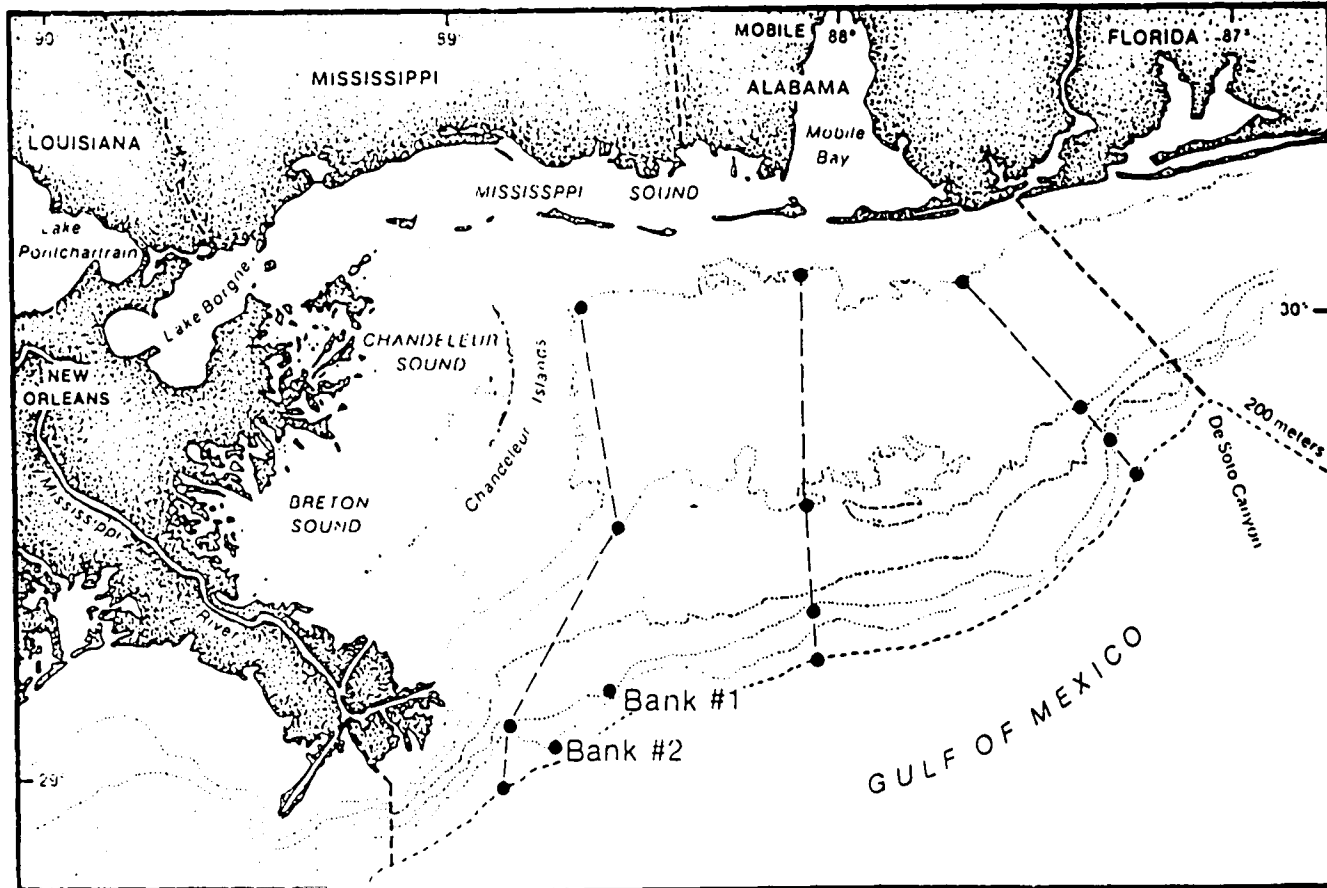 90
89
MOBILE
88°
FLORIDA
87°
MISSISSIPPI
ALABAMA
LOUISIANA
Mobile
Bay
MISSISSPPI SOUND
Lake
Pontchartrain
Lake Borgne
CHANDELEUR
SOUND
Chandeleur Islands
30°
NEW
ORLEANS
200 meters
De Soto Canyon
Mississippi
River
BRETON
SOUND
Bank #1
Bank #2
29°
GULF OF MEXICO